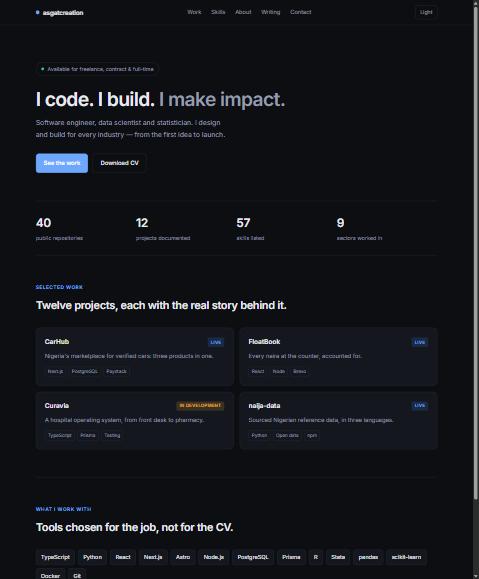 asgatcreation
Work Skills About Writing Contact
Light
Available for freelance, contract & full-time
I code. I build. I make impact.
Software engineer, data scientist and statistician. I design
and build for every industry — from the first idea to launch.
See the work
Download CV
40
public repositories
12
projects documented
57
skills listed
9
sectors worked in
SELECTED WORK
Twelve projects, each with the real story behind it.
CarHub
LIVE
Nigeria's marketplace for verified cars: three products in one.
Next.js PostgreSQL Paystack
FloatBook
LIVE
Every naira at the counter, accounted for.
React Node Brevo
Curavia
IN DEVELOPMENT
A hospital operating system, from front desk to pharmacy.
TypeScript Prisma Testing
naija-data
LIVE
Sourced Nigerian reference data, in three languages.
Python Open data npm
WHAT I WORK WITH
Tools chosen for the job, not for the CV.
TypeScript Python React Next.js Astro Node.js PostgreSQL Prisma R Stata pandas scikit-learn
Docker Git